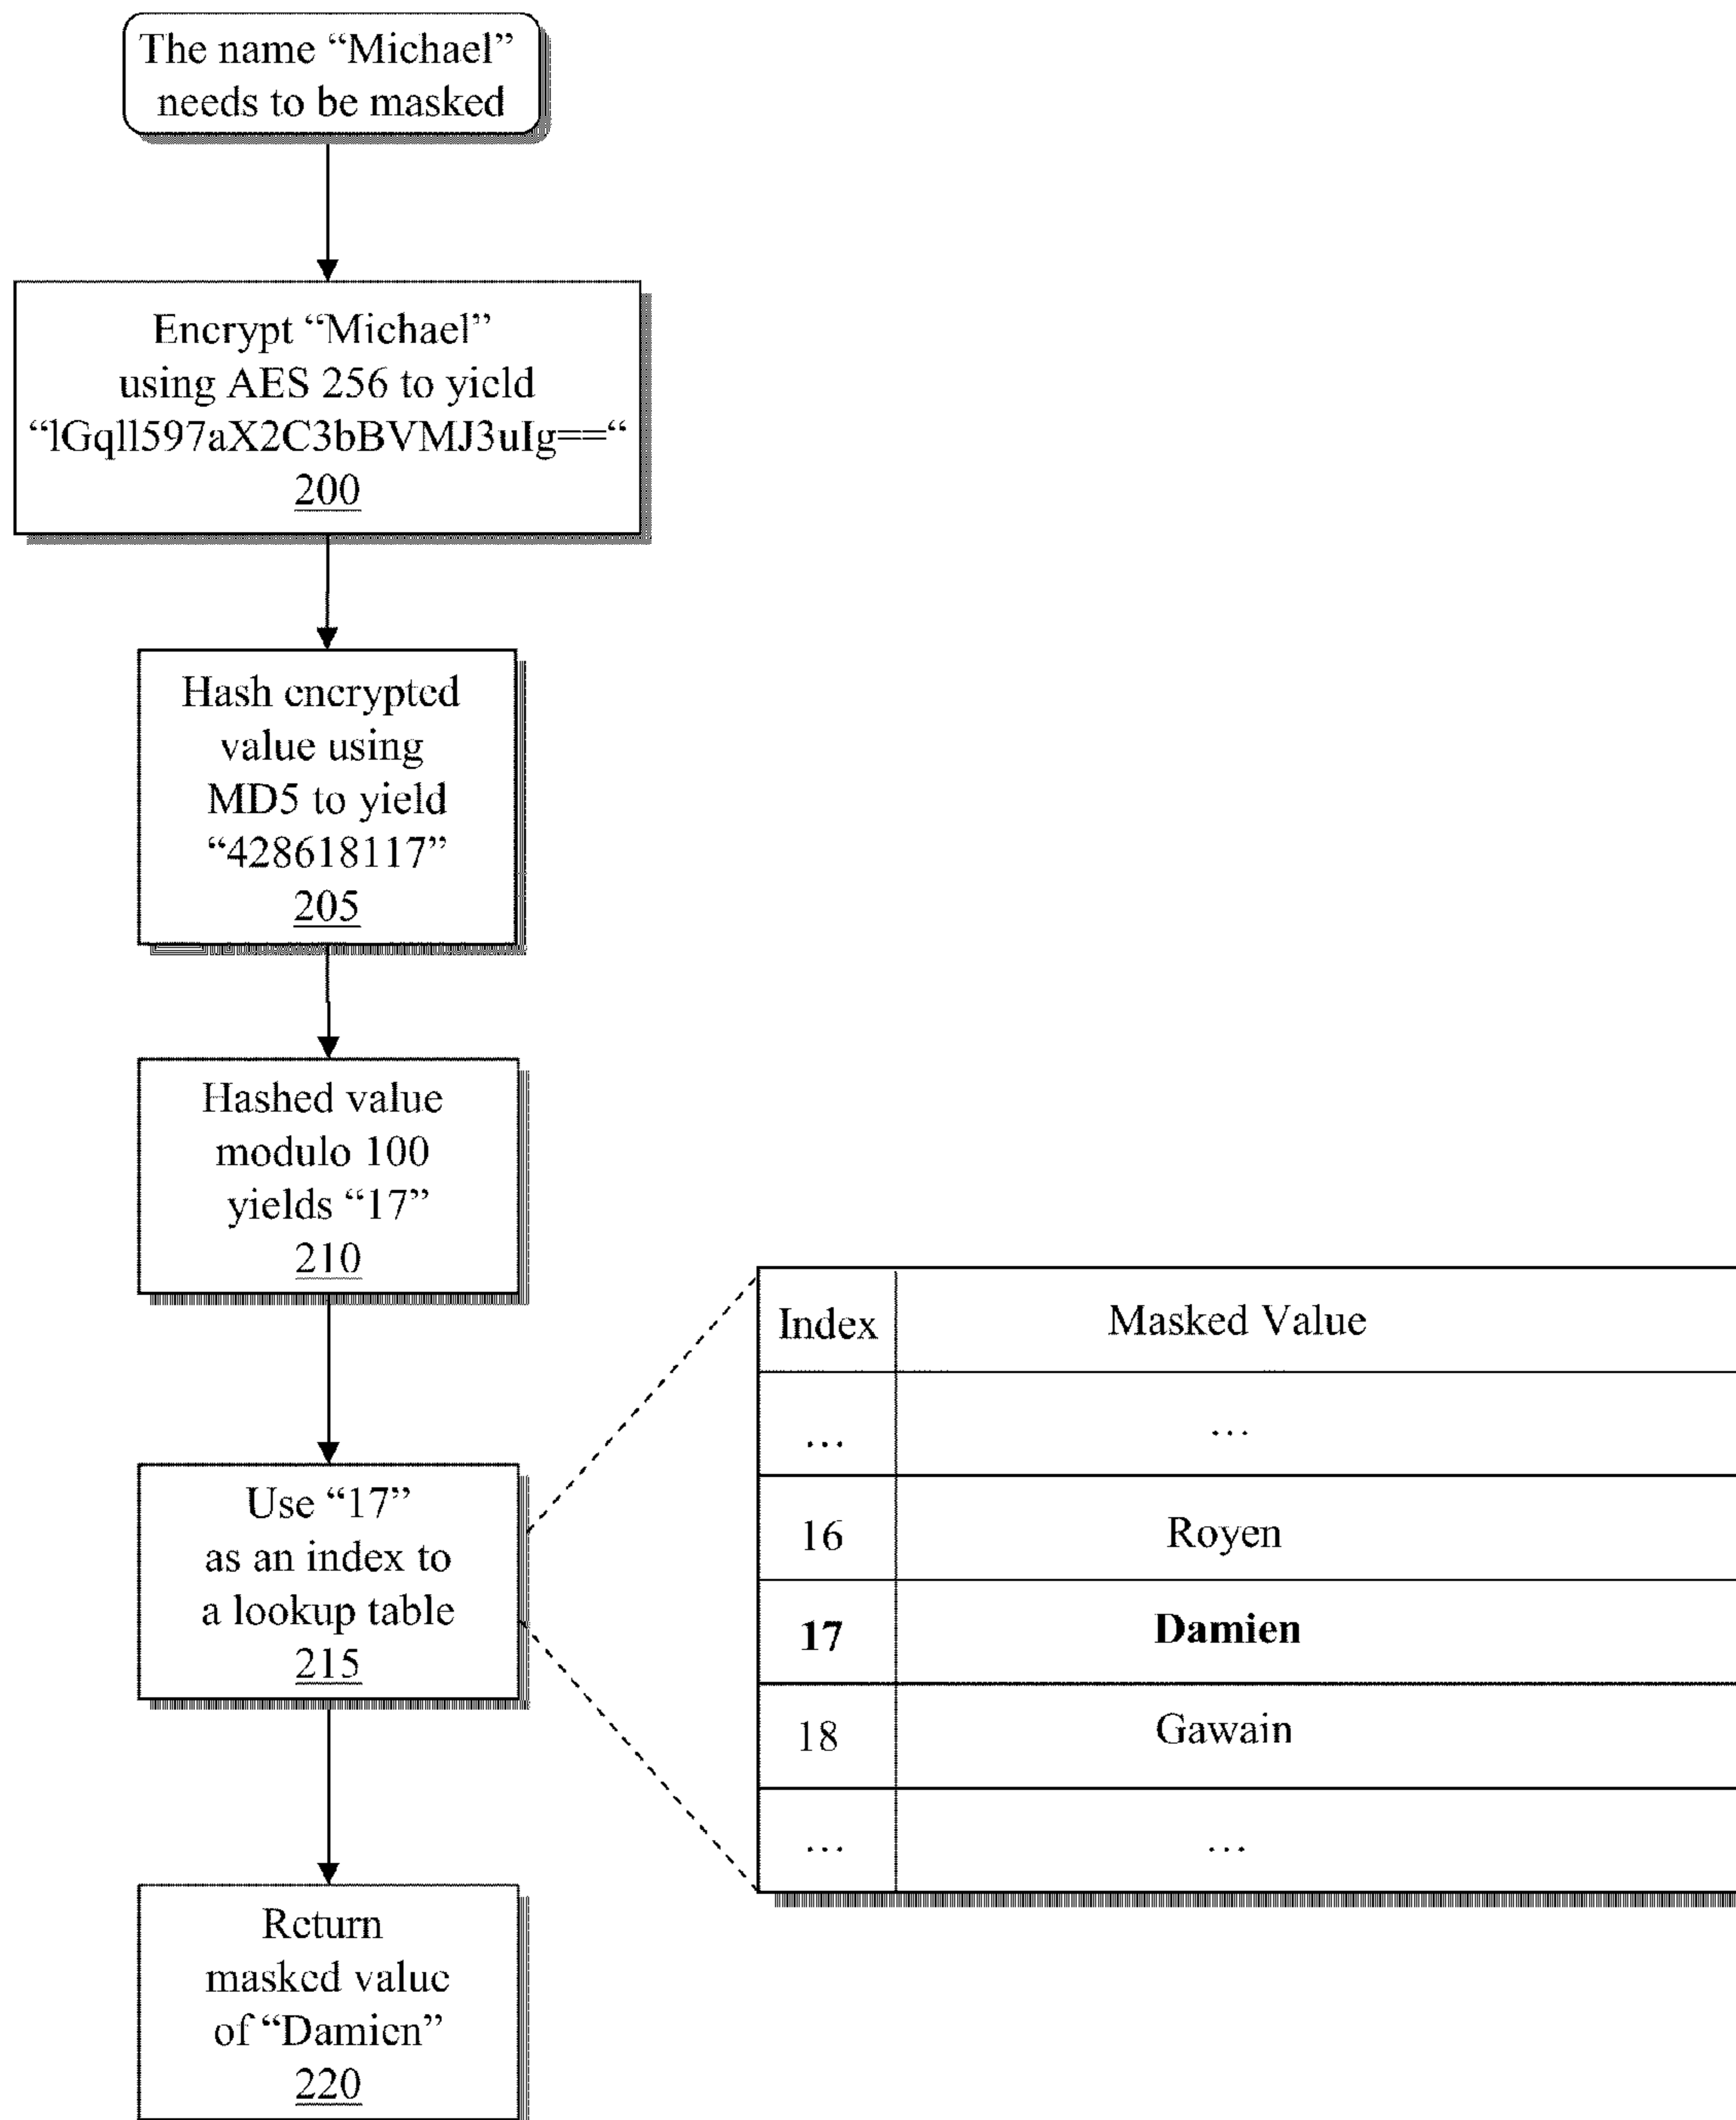 The name “Michael”
needs to be masked
Encrypt “Michael”
using AES 256 to yield
“lGqll597aX2C3bBVMJ3uIg==“
200
Hash encrypted
value using
MD5 to yield
“428618117”
205
Hashed value
modulo 100
yields “17”
210
Use “17”
as an index to
a lookup table
215
Index Masked Value
... ...
16 Royen
17 Damien
18 Gawain
... ...
Return
masked value
of “Damien”
220